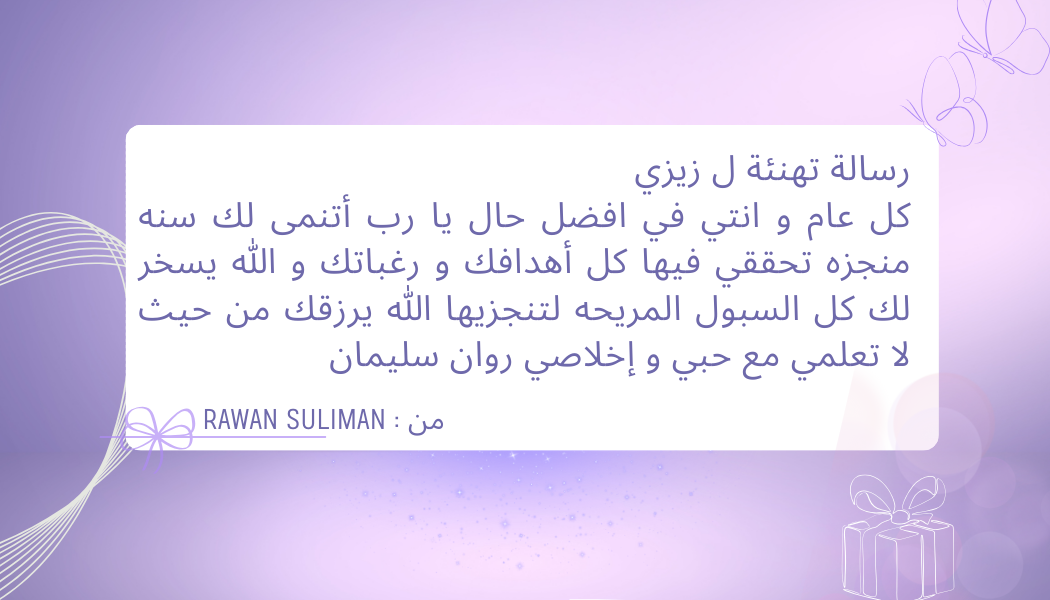 رسالة تهنئة ل زيزي
كل عام و انتي في افضل حال يا رب أتنمى لك سنه
منجزه تحققي فيها كل أهدافك و رغباتك و الله يسخر
لك كل السبول المريحه لتنجزيها الله يرزقك من حيث
لا تعلمي مع حبي و إخلاصي روان سليمان
من : RAWAN SULIMAN